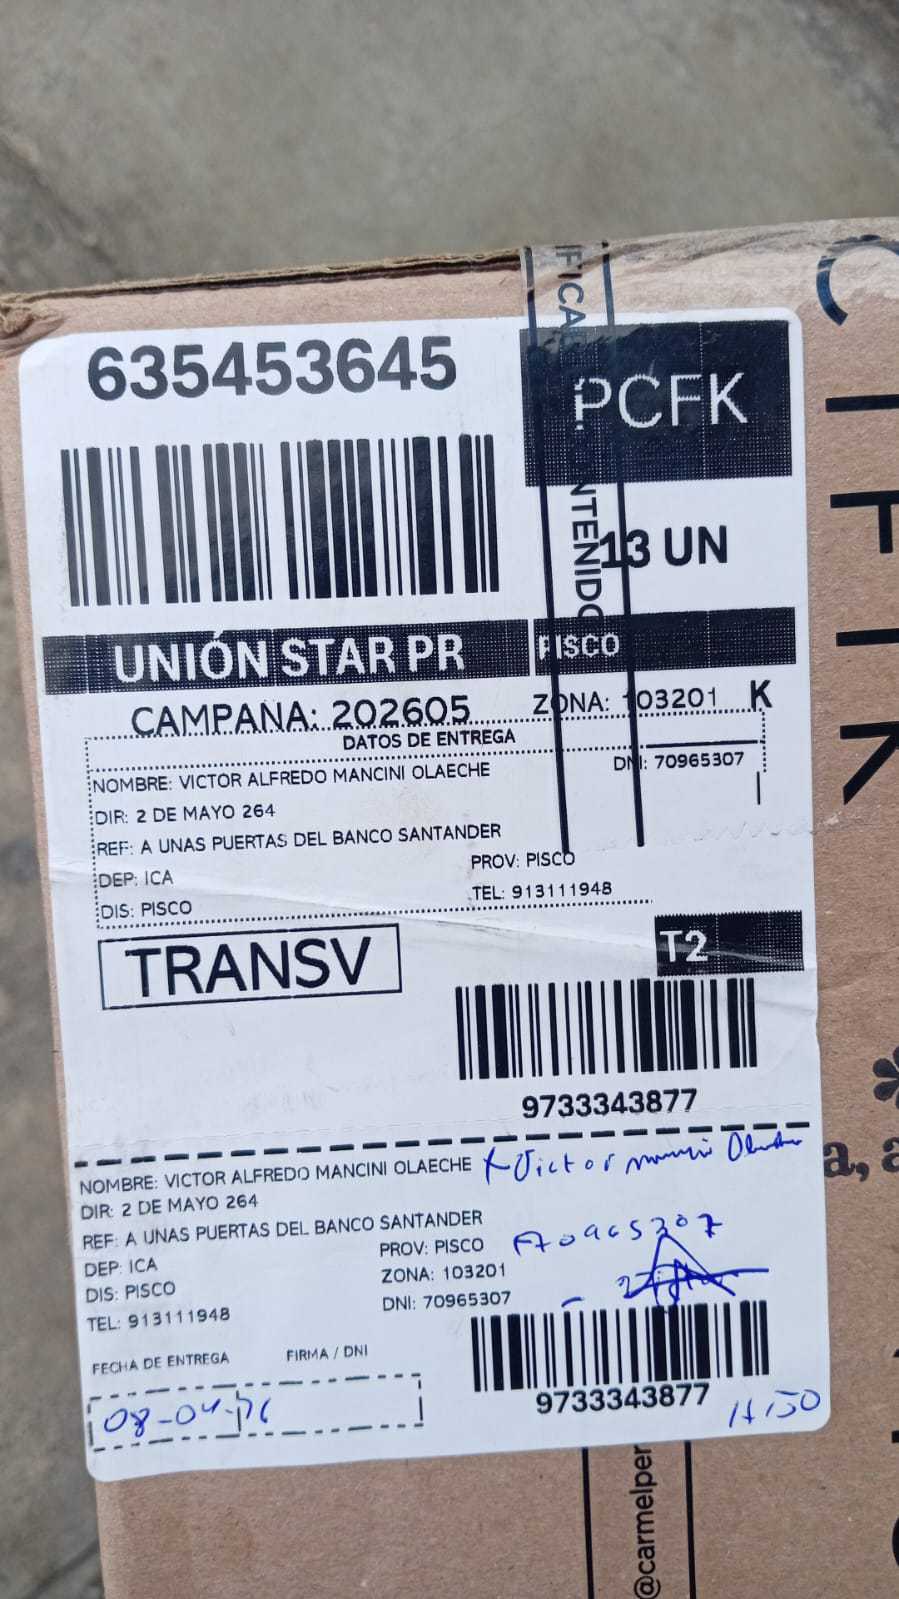 635453645
PCFK
13 UN
UNIÓN STAR PR
PISCO
CAMPAÑA: 202605
ZONA: 103201 K
DATOS DE ENTREGA
NOMBRE: VICTOR ALFREDO MANCINI OLAECHE
DNI: 70965307
DIR: 2 DE MAYO 264
REF: A UNAS PUERTAS DEL BANCO SANTANDER
DEP: ICA
PROV: PISCO
DIS: PISCO
TEL: 913111948
TRANSV
T2
9733343877
NOMBRE: VICTOR ALFREDO MANCINI OLAECHE
Victor
DIR: 2 DE MAYO 264
REF: A UNAS PUERTAS DEL BANCO SANTANDER
DEP: ICA
PROV: PISCO
70965307
DIS: PISCO
ZONA: 103201
TEL: 913111948
DNI: 70965307
FECHA DE ENTREGA
FIRMA / DNI
9733343877
@carmelper